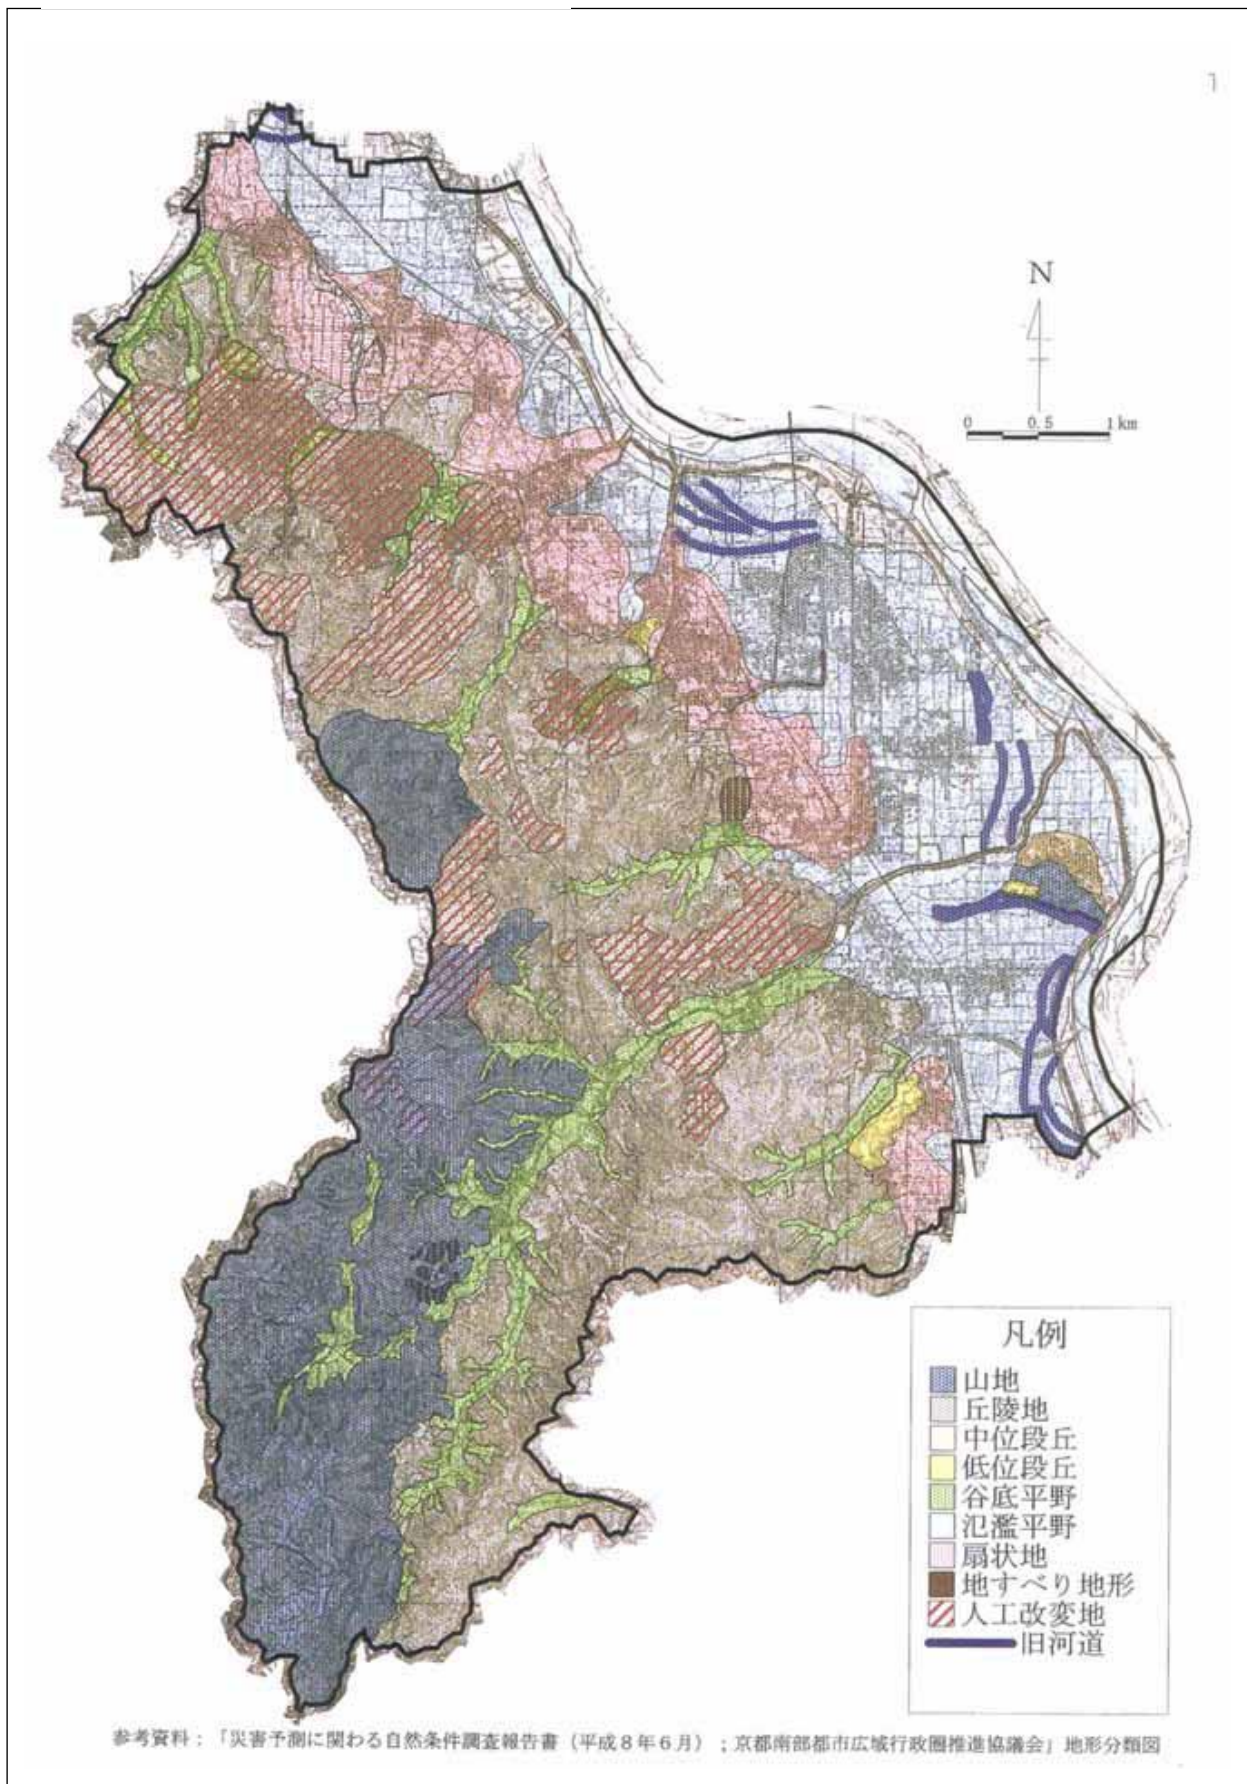 1
N
0 0.5 1 km
凡例
山地
丘陵地
中位段丘
低位段丘
谷底平野
氾濫平野
扇状地
地すべり地形
人工改変地
旧河道
参考資料；「災害予測に関わる自然条件調査報告書（平成８年６月）；京都南部都市広域行政圏推進協議会」地形分類図